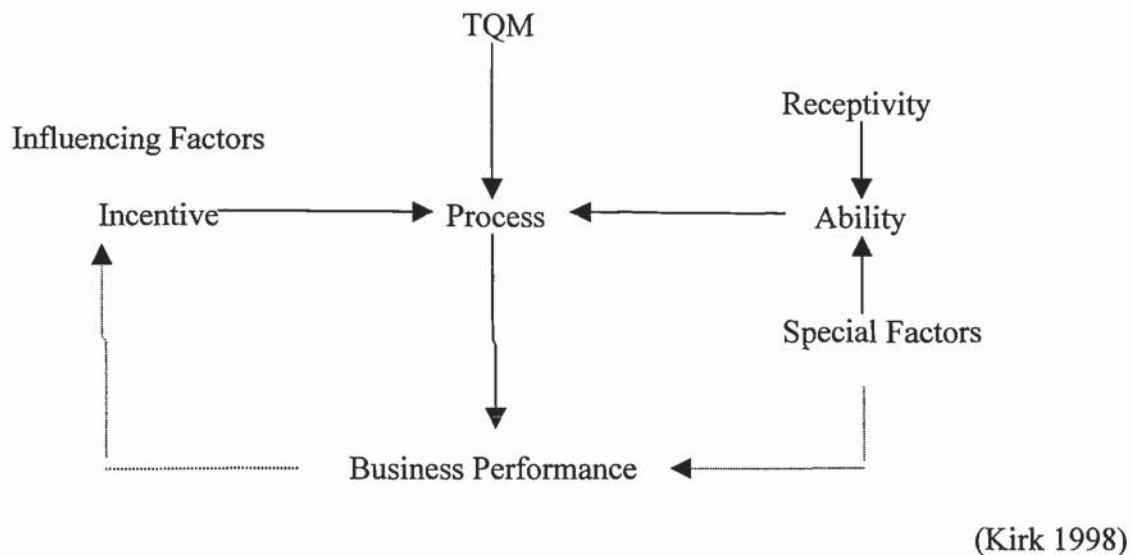 TQM
Receptivity
Influencing Factors
Incentive
Process
Ability
Special Factors
Business Performance
(Kirk 1998)